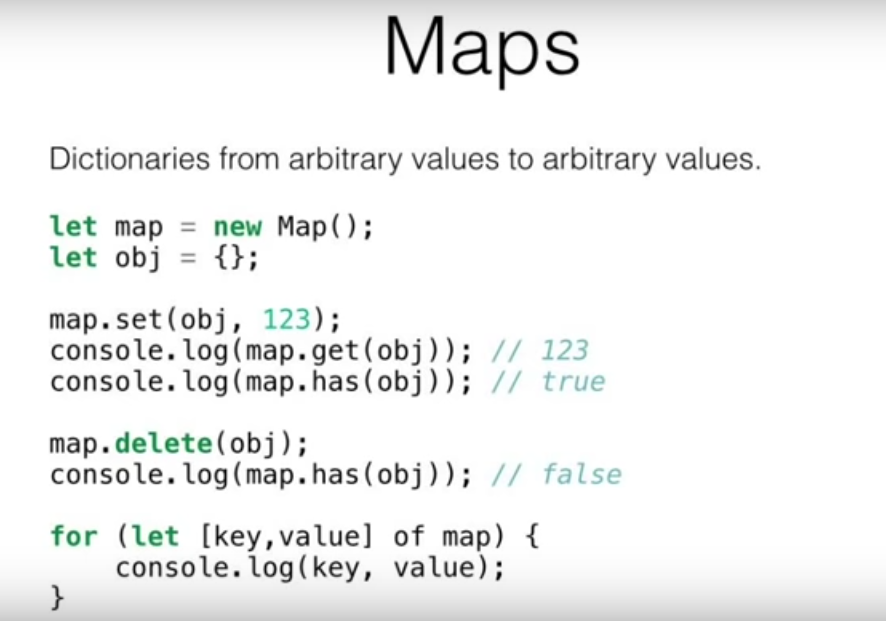 Maps
Dictionaries from arbitrary values to arbitrary values.
let map = new Map();
let obj = {};
map.set(obj, 123);
console.log(map.get(obj)); // 123
console.log(map.has(obj)); // true
map.delete(obj);
console.log(map.has(obj)); // false
for (let [key,value] of map) {
    console.log(key, value);
}